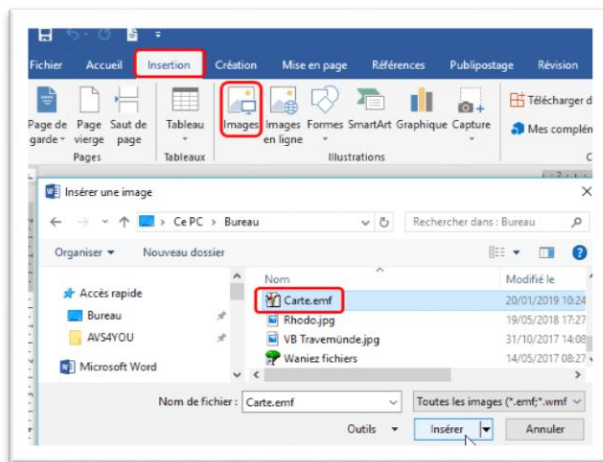 Fichier Accueil Insertion Création Mise en page Références Publipostage Révision
Page de garde Page vierge Saut de page Tableau Images Images en ligne Formes SmartArt Graphique Capture Télécharger d
Mes complén
Pages Tableaux Illustrations C
Insérer une image
Ce PC > Bureau Rechercher dans : Bureau
Organiser Nouveau dossier
Nom Modifié le
Accès rapide Carte.emf 20/01/2019 10:24
Bureau Rhodo.jpg 19/05/2018 17:27
AVS4YOU VB Travemünde.jpg 31/10/2017 14:08
Microsoft Word Waniez fichiers 14/05/2017 08:27
Nom de fichier : Carte.emf Toutes les images (*.emf;*.wmf
Outils Insérer Annuler